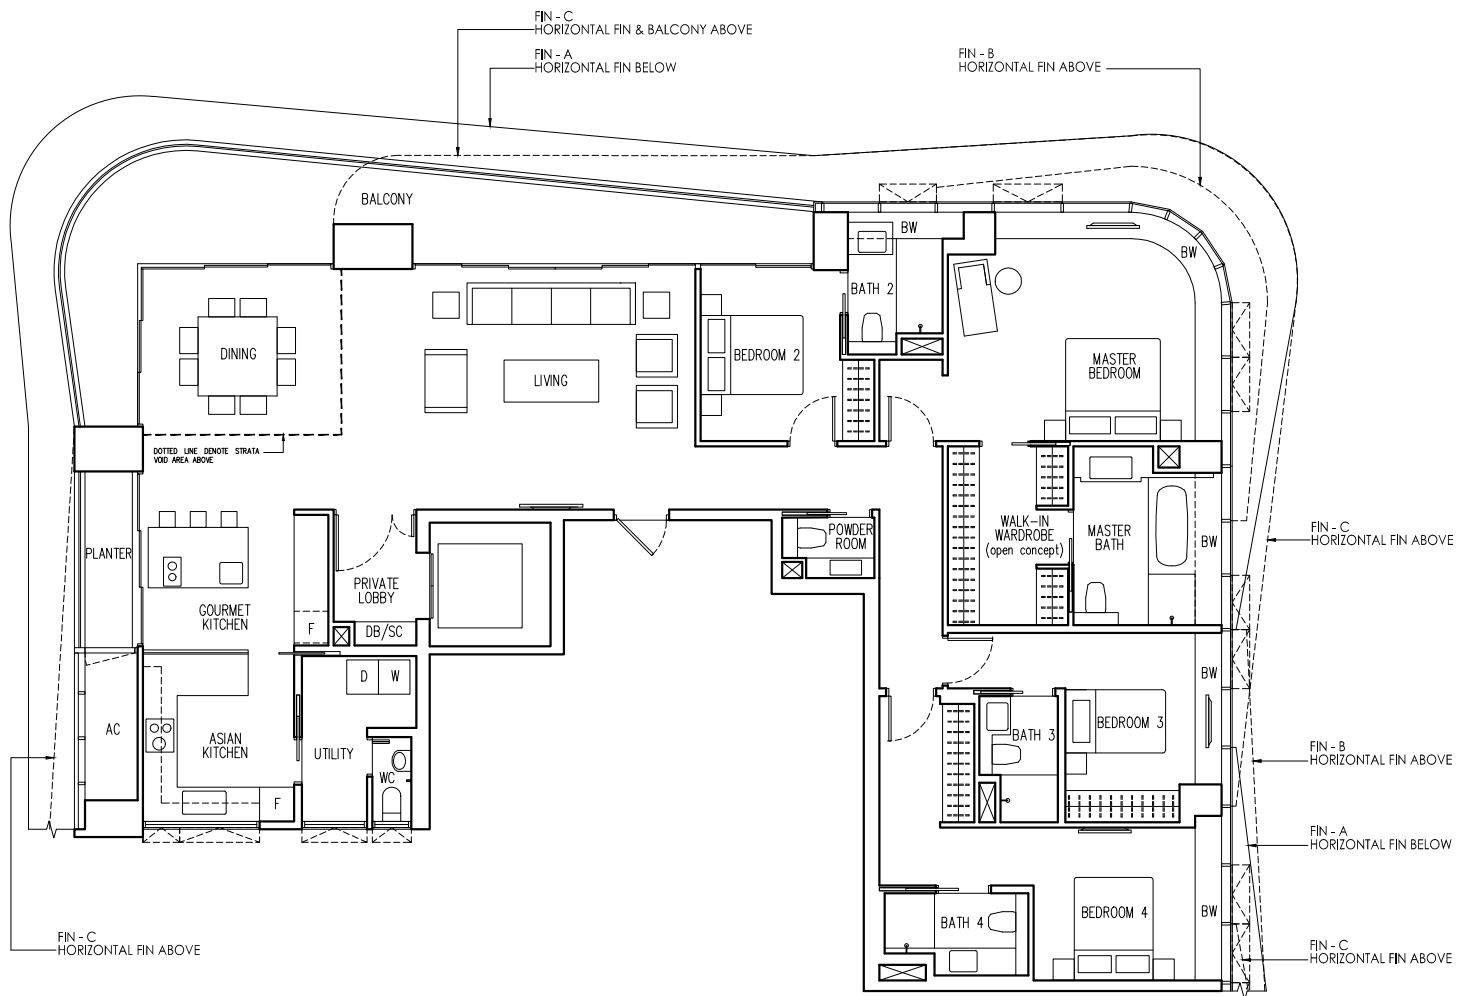 FIN - C
HORIZONTAL FIN & BALCONY ABOVE
FIN - A
HORIZONTAL FIN BELOW
FIN - B
HORIZONTAL FIN ABOVE
BALCONY
BW
BW
BATH 2
DINING
BEDROOM 2
LIVING
MASTER
BEDROOM
DOTTED LINE DENOTE STRATA
VOID AREA ABOVE
PLANTER
POWDER
ROOM
WALK-IN
WARDROBE
(open concept)
MASTER
BATH
BW
FIN - C
HORIZONTAL FIN ABOVE
PRIVATE
LOBBY
GOURMET
KITCHEN
F
DB/SC
D
W
BW
AC
ASIAN
KITCHEN
UTILITY
WC
F
BATH 3
BEDROOM 3
FIN - B
HORIZONTAL FIN ABOVE
FIN - A
HORIZONTAL FIN BELOW
BATH 4
BEDROOM 4
BW
FIN - C
HORIZONTAL FIN ABOVE
FIN - C
HORIZONTAL FIN ABOVE